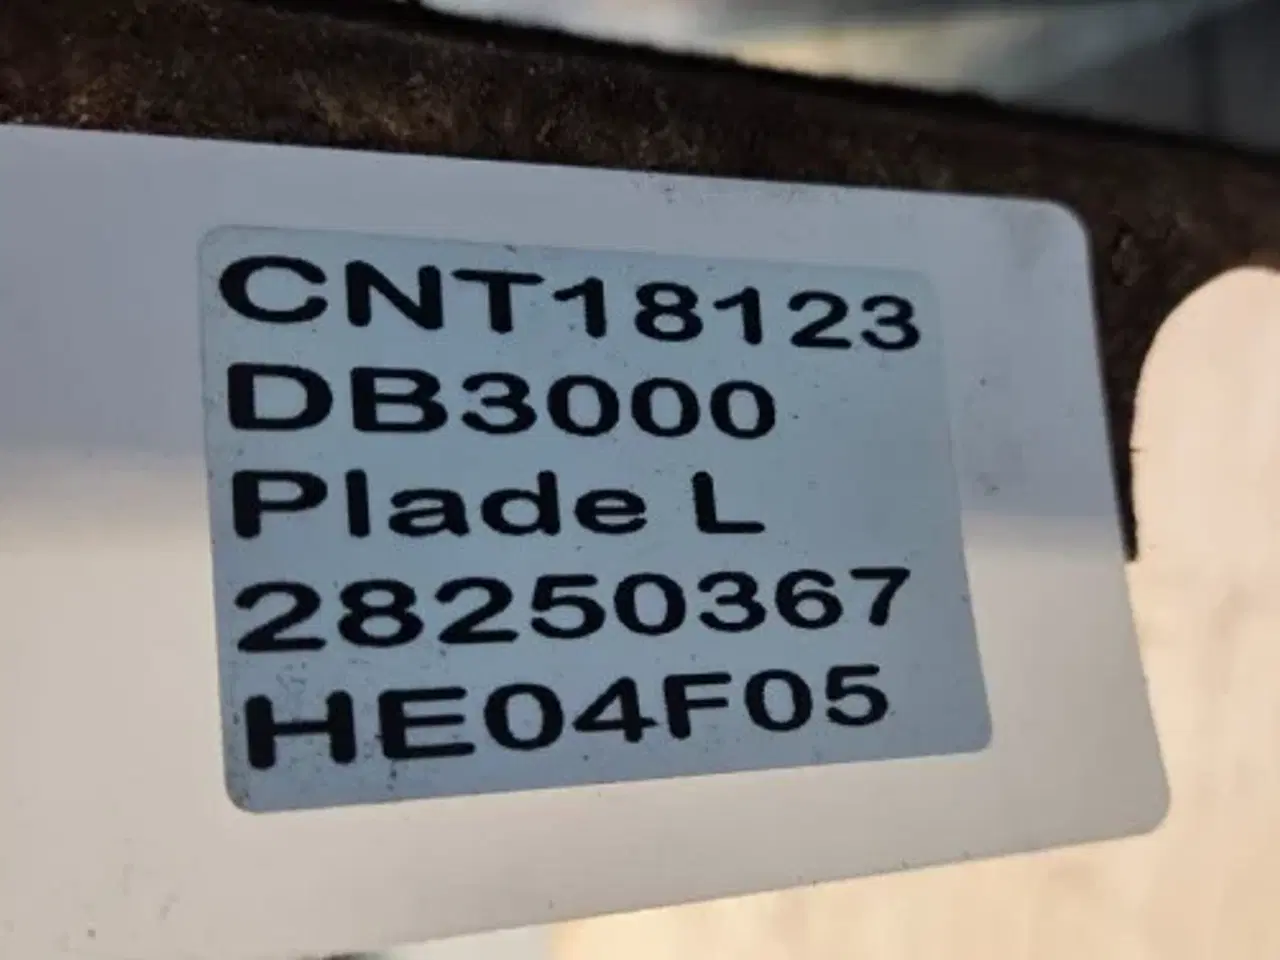 CNT18123
DB3000
Plade L
28250367
HE04F05